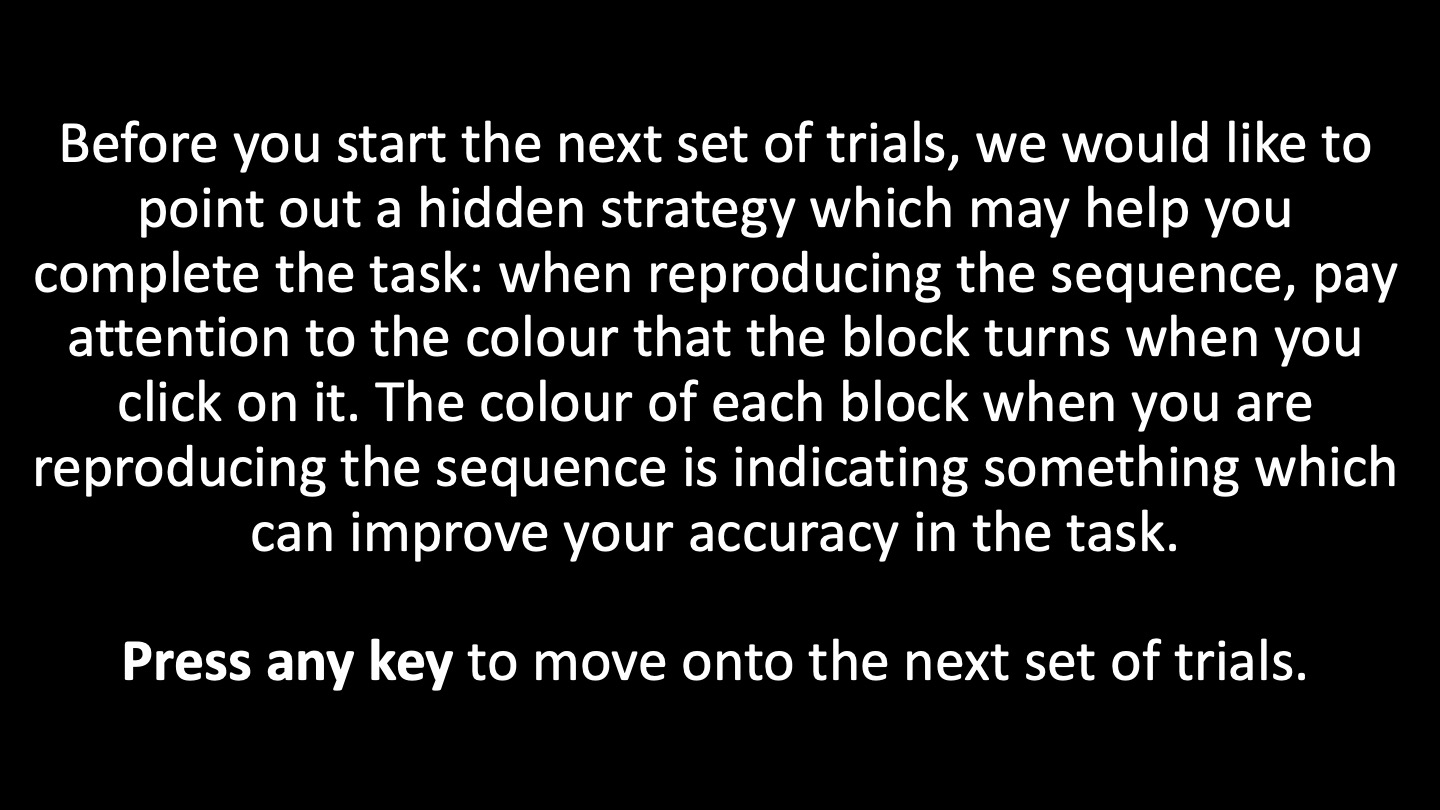 Before you start the next set of trials, we would like to
point out a hidden strategy which may help you
complete the task: when reproducing the sequence, pay
attention to the colour that the block turns when you
click on it. The colour of each block when you are
reproducing the sequence is indicating something which
can improve your accuracy in the task.
Press any key to move onto the next set of trials.